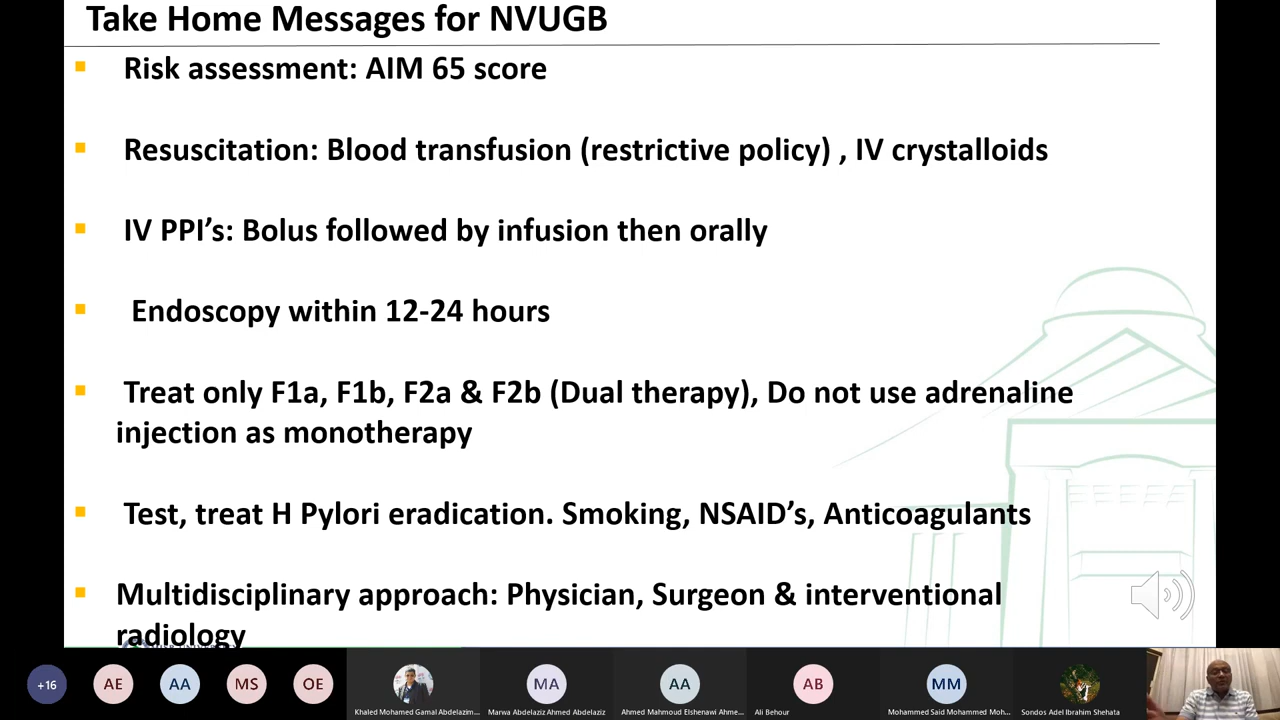 Take Home Messages for NVUGB
Risk assessment: AIM 65 score
Resuscitation: Blood transfusion (restrictive policy) , IV crystalloids
IV PPI’s: Bolus followed by infusion then orally
Endoscopy within 12-24 hours
Treat only F1a, F1b, F2a & F2b (Dual therapy), Do not use adrenaline
injection as monotherapy
Test, treat H Pylori eradication. Smoking, NSAID’s, Anticoagulants
Multidisciplinary approach: Physician, Surgeon & interventional
radiology
+16
AE
AA
MS
OE
MA
AA
AB
MM
Khaled Mohamed Gamal Abdelazim...
Marwa Abdelaziz Ahmed Abdelaziz
Ahmed Mahmoud Elshenawi Ahme...
Ali Behour
Mohammed Said Mohammed Moh...
Sondos Adel Ibrahim Shehata